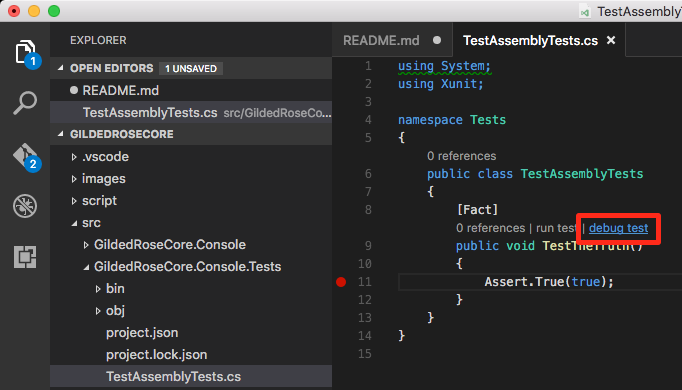 TestAssembly
EXPLORER
OPEN EDITORS 1 UNSAVED
README.md
TestAssemblyTests.cs src/GildedRoseCo...
GILDEDROSECORE
.vscode
images
script
src
GildedRoseCore.Console
GildedRoseCore.Console.Tests
bin
obj
project.json
project.lock.json
TestAssemblyTests.cs
1
2
README.md
TestAssemblyTests.cs
1 using System;
2 using Xunit;
3
4 namespace Tests
5 {
0 references
6 public class TestAssemblyTests
7 {
8 [Fact]
0 references | run test | debug test
9 public void TestTheTruth()
10 {
11 Assert.True(true);
12 }
13 }
14 }
15